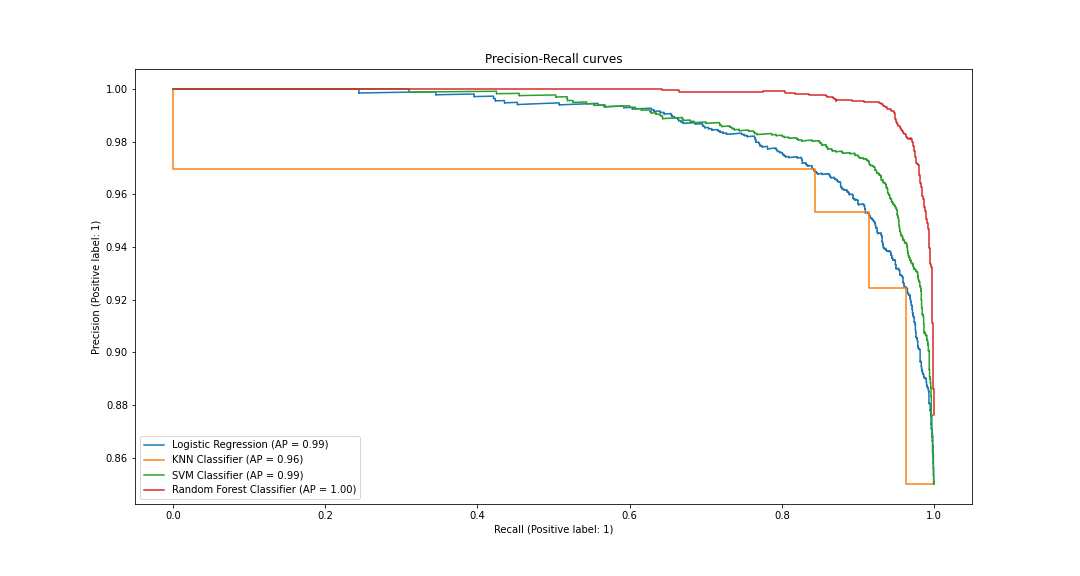 Precision-Recall curves
Precision (Positive label: 1)
1.00
0.98
0.96
0.94
0.92
0.90
0.88
0.86
Logistic Regression (AP = 0.99)
KNN Classifier (AP = 0.96)
SVM Classifier (AP = 0.99)
Random Forest Classifier (AP = 1.00)
0.0 0.2 0.4 0.6 0.8 1.0
Recall (Positive label: 1)